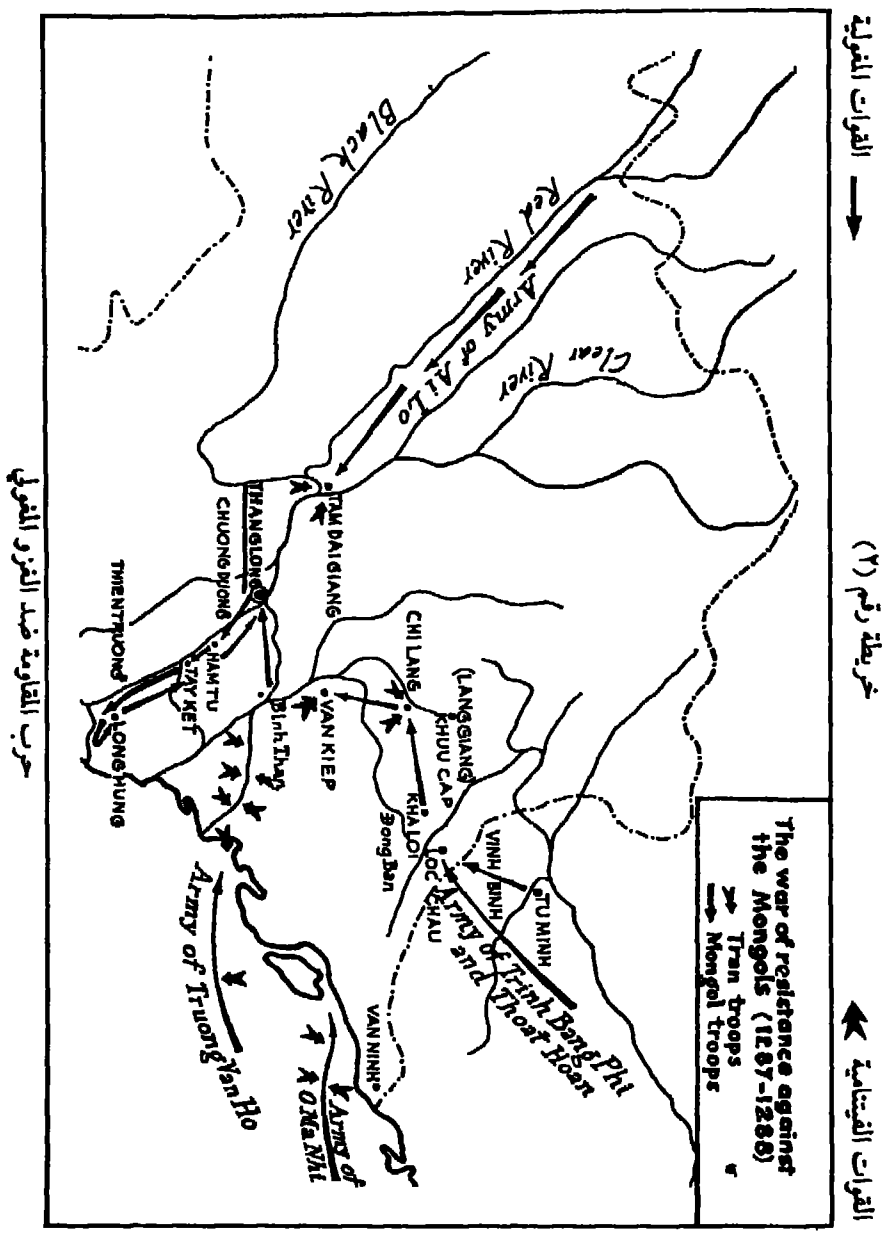 القوات المغولية
خريطة رقم (٢)
القوات الفيتنامية
The war of resistance against
the Mongols (1287-1288)
Tran troops
Mongol troops
Black River
Red River
Clear River
Army of Ai Lo
TAM DAI GIANG
THANGLONG
CHUONG DUONG
THIEN TRUONG
HAM TU
TAY KET
LONG HUNG
Binh Than
VAN KIEP
CHI LANG
(LANG GIANG)
KHUU CAP
KHA LOI
Dong Ban
LOC CHAU
VINH BINH
TU MINH
Army of Trinh Bang Phi
and Thoat Hoan
VAN NINH
Army of
O Ma Nhi
Army of Truong Van Ho
حرب المقاومة ضد الغزو المغولي